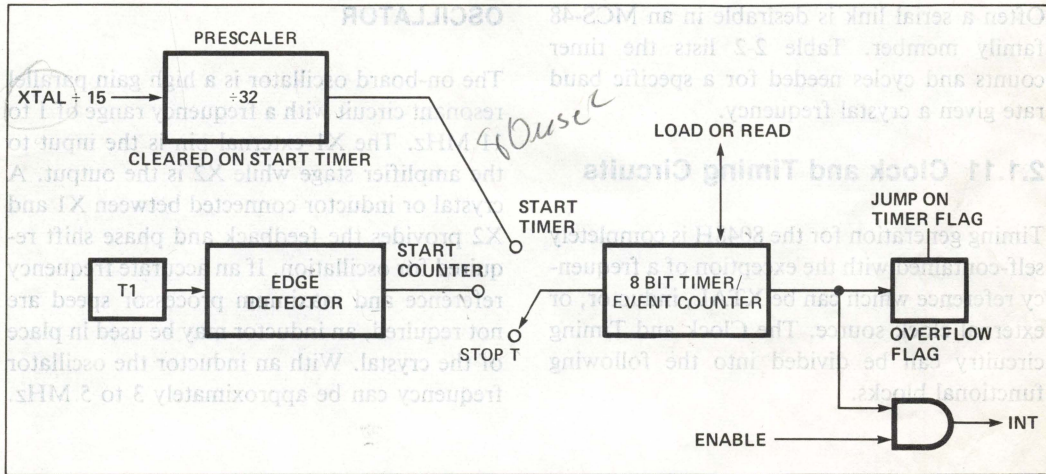 PRESCALER
XTAL ÷ 15
÷32
CLEARED ON START TIMER
LOAD OR READ
START
TIMER
JUMP ON
TIMER FLAG
START
COUNTER
T1
EDGE
DETECTOR
8 BIT TIMER /
EVENT COUNTER
STOP T
OVERFLOW
FLAG
ENABLE
INT
Often a serial link is desirable in an MCS-48
family member. Table 2-2 lists the timer
counts and cycles needed for a specific baud
rate given a crystal frequency.
2.1.11 Clock and Timing Circuits
Timing generation for the is completely
self-contained with the exception of a frequen-
cy reference which can be or
external source. The Clock and Timing
circuitry can be divided into the following
functional blocks.
OSCILLATOR
The on-board oscillator is a high gain parallel
resonant circuit with a frequency range of 1 to
MHz. The X1 external is the input to
the amplifier stage while X2 is the output. A
crystal or inductor connected between X1 and
X2 provides the feedback and phase shift re-
oscillation. If an accurate frequency
reference and processor speed are
not required, an inductor may be used in place
of the crystal. With an inductor the oscillator
frequency can be approximately 3 to 5 MHz.